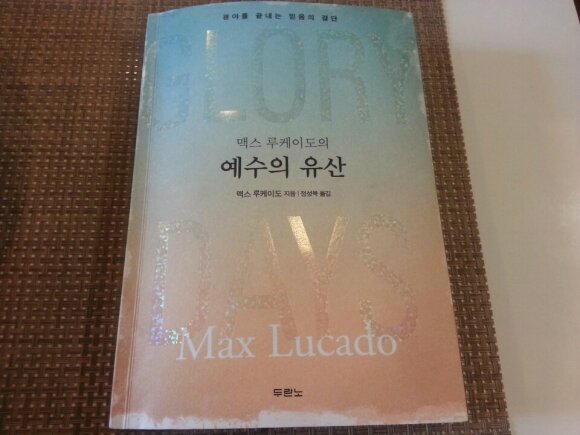 광야를 끝내는 믿음의 결단
GLORY
맥스 루케이도의
예수의 유산
맥스 루케이도 지음 | 정성묵 옮김
DAYS
Max Lucado
두란노